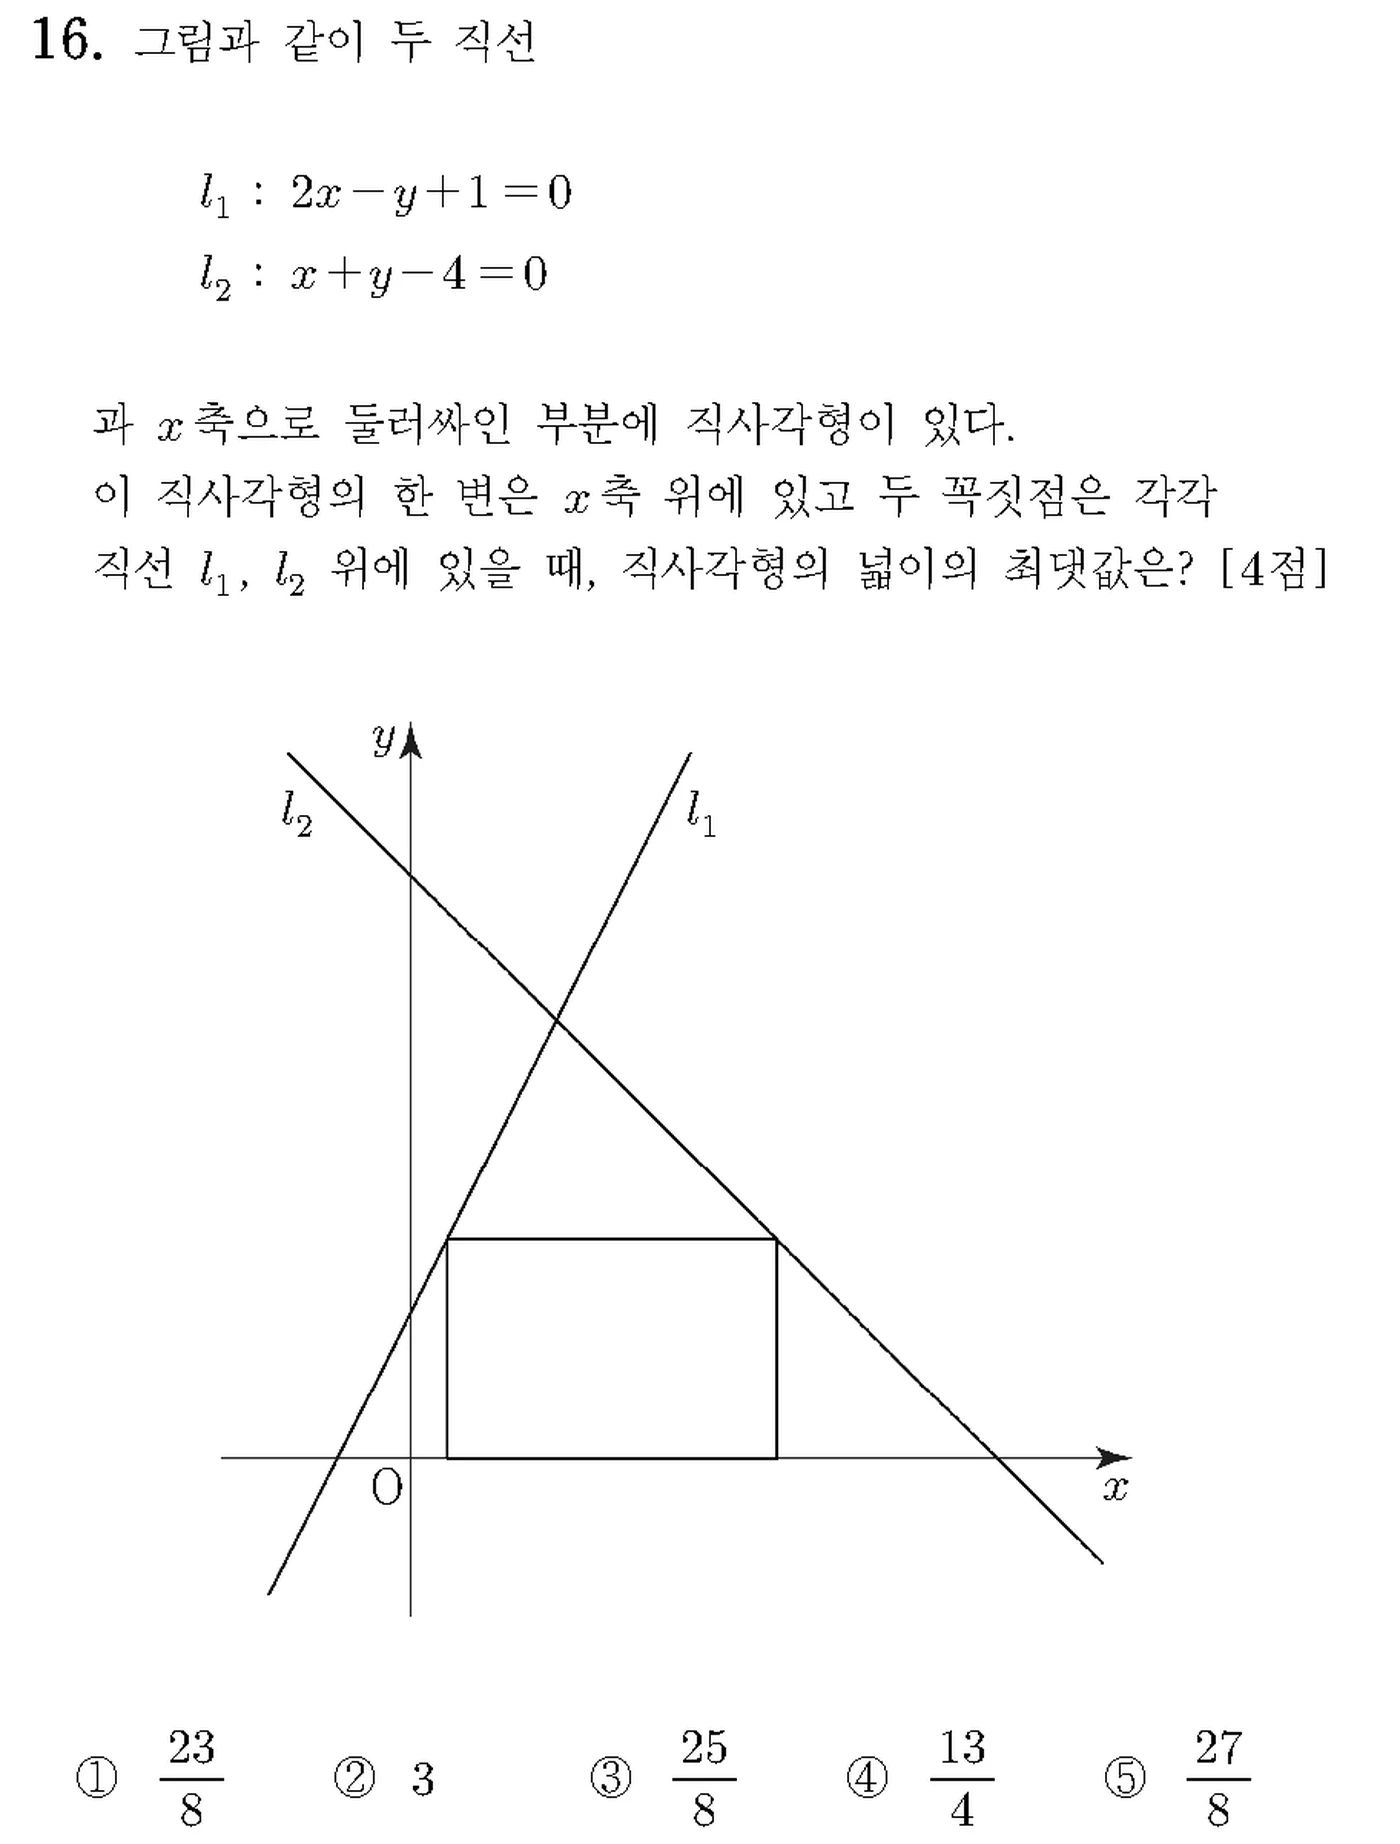 16. 그림과 같이 두 직선
l₁ : 2x−y+1=0
l₂ : x+y−4=0
과 x축으로 둘러싸인 부분에 직사각형이 있다.
이 직사각형의 한 변은 x축 위에 있고 두 꼭짓점은 각각
직선 l₁, l₂ 위에 있을 때, 직사각형의 넓이의 최댓값은? [4점]
y
l₂ l₁
O x
① 23/8 ② 3 ③ 25/8 ④ 13/4 ⑤ 27/8